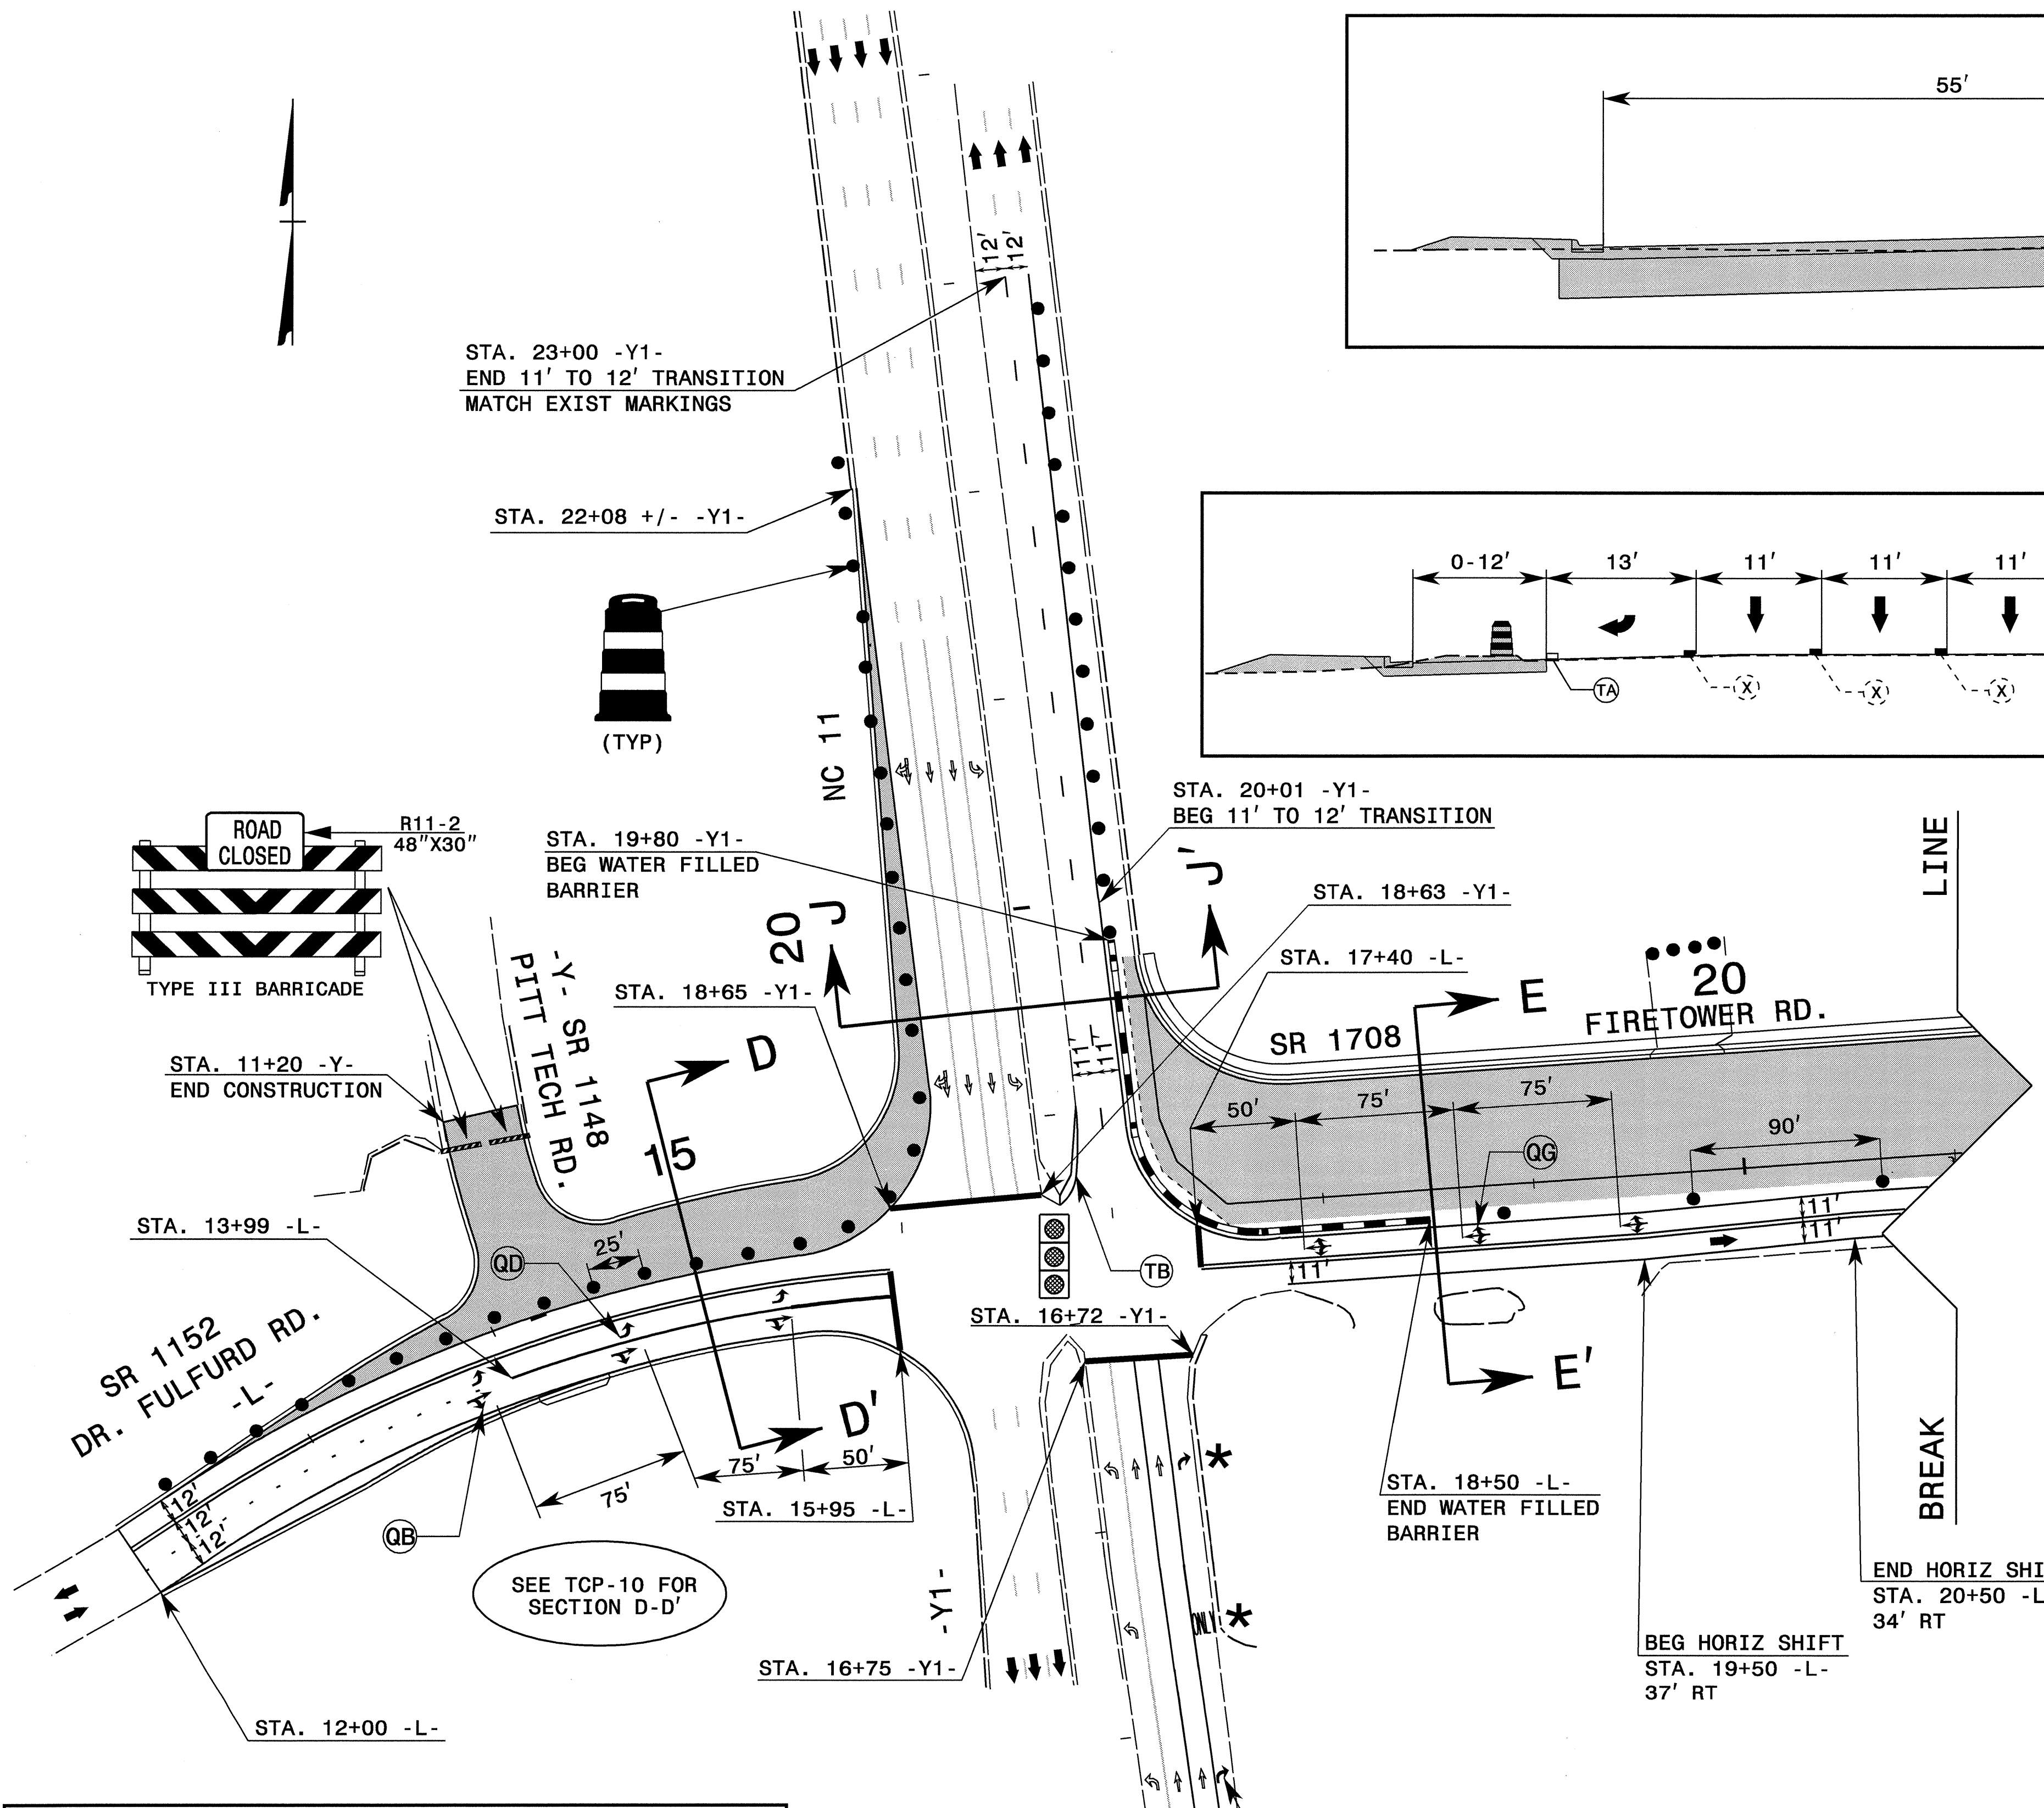 55'
12'
12'
STA. 23+00 -Y1-
END 11' TO 12' TRANSITION
MATCH EXIST MARKINGS
STA. 22+08 +/- -Y1-
(TYP)
0-12'
13'
11'
11'
11'
TA
X
X
X
NC 11
STA. 20+01 -Y1-
BEG 11' TO 12' TRANSITION
ROAD
CLOSED
R11-2
48"X30"
TYPE III BARRICADE
STA. 19+80 -Y1-
BEG WATER FILLED
BARRIER
STA. 18+63 -Y1-
STA. 17+40 -L-
J
J'
20
STA. 18+65 -Y1-
-Y- SR 1148
PITT TECH RD.
STA. 11+20 -Y-
END CONSTRUCTION
D
15
11'
11'
SR 1708
FIRETOWER RD.
20
E
LINE
50'
75'
75'
90'
QG
11'
11'
11'
STA. 13+99 -L-
QD
25'
TB
STA. 16+72 -Y1-
SR 1152
DR. FULFURD RD.
-L-
D'
E'
75'
75'
50'
STA. 15+95 -L-
QB
12'
12'
12'
SEE TCP-10 FOR
SECTION D-D'
-Y1-
*
ONLY *
STA. 18+50 -L-
END WATER FILLED
BARRIER
BREAK
STA. 16+75 -Y1-
STA. 12+00 -L-
BEG HORIZ SHIFT
STA. 19+50 -L-
37' RT
END HORIZ SHI
STA. 20+50 -L
34' RT